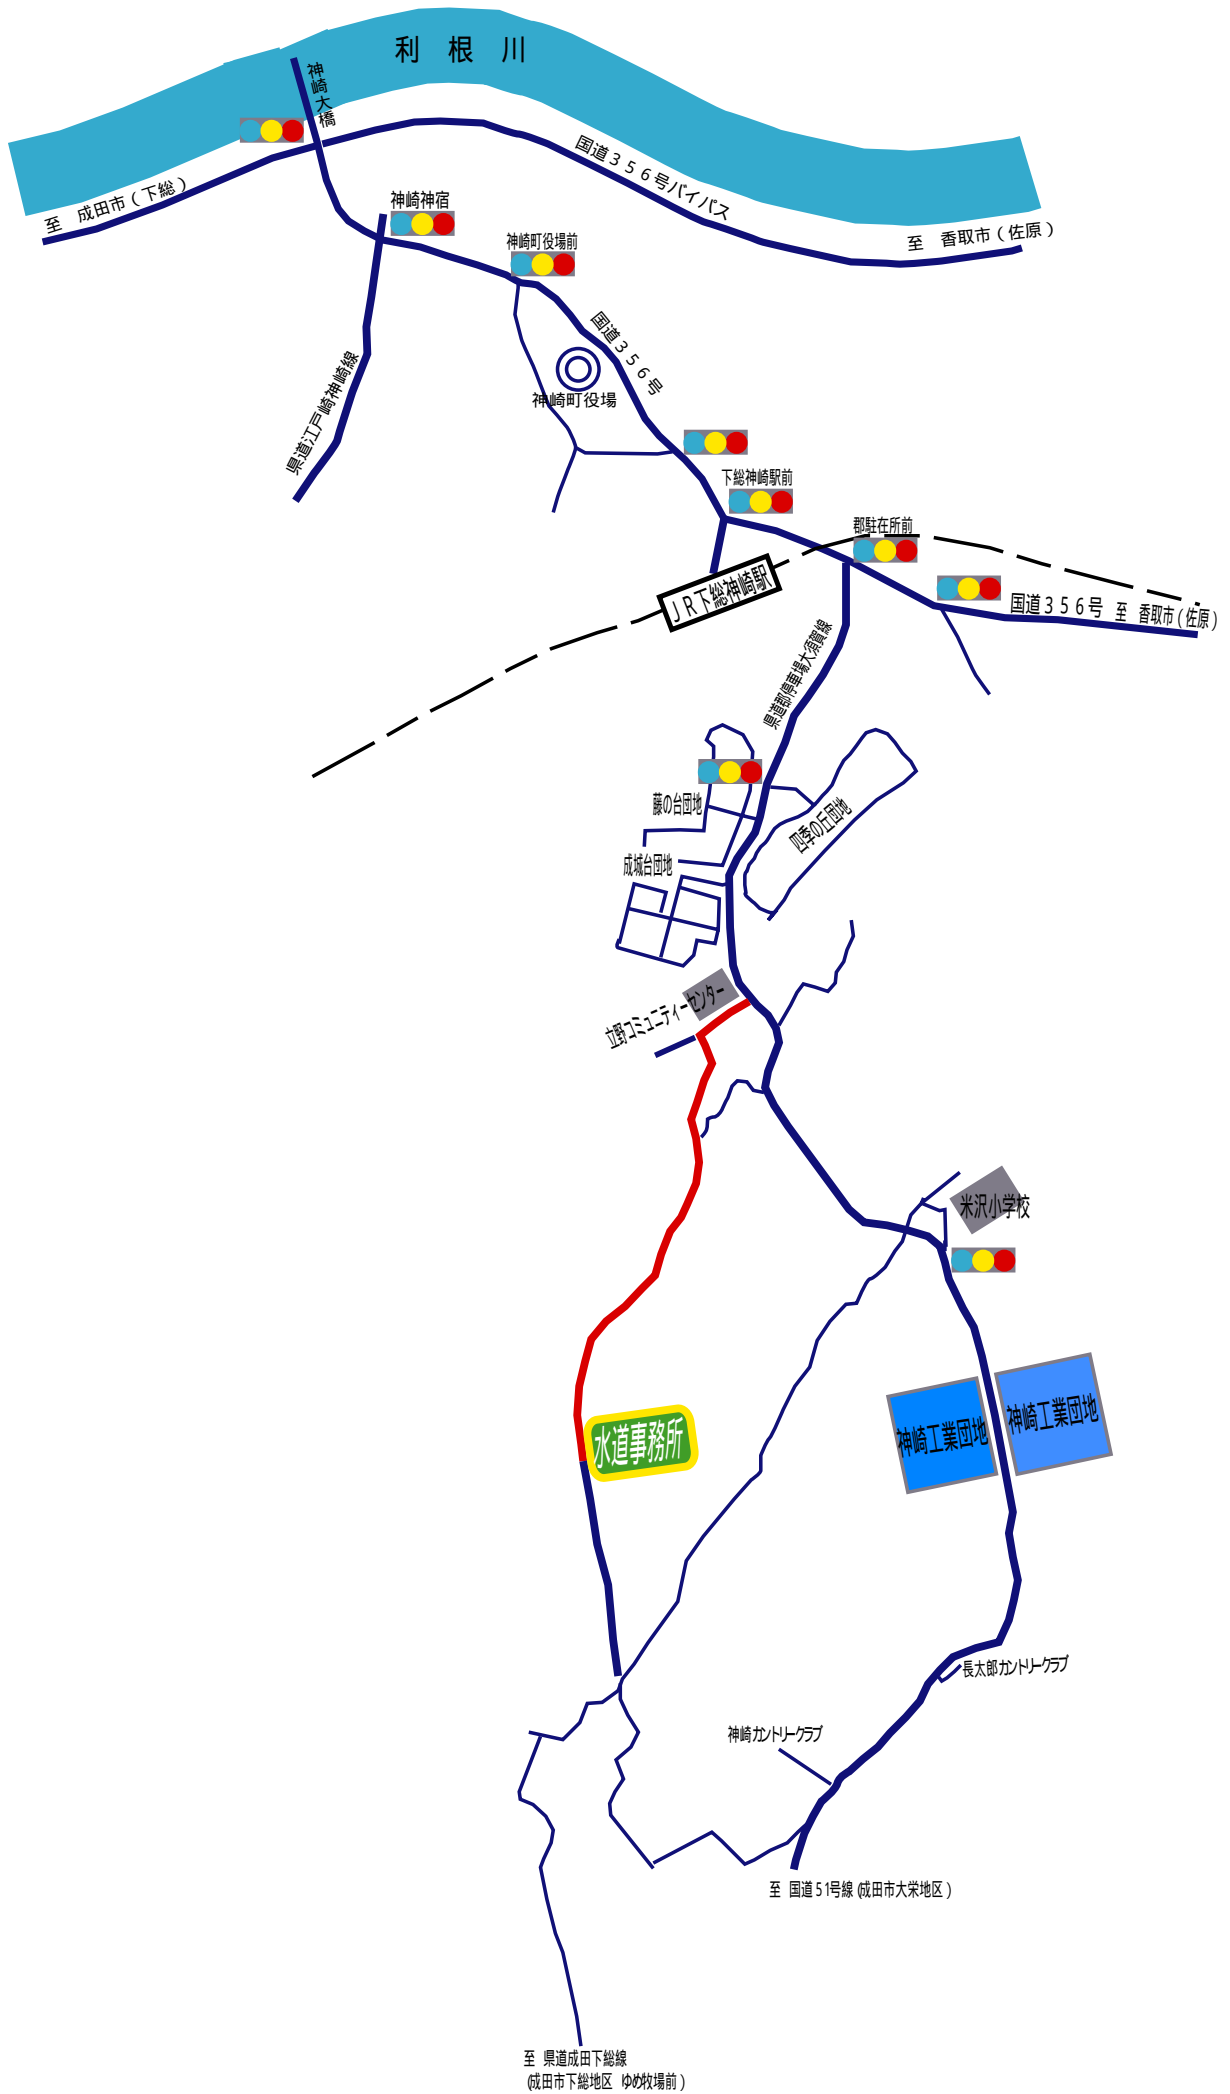 利 根 川
神崎大橋
国道３５６号バイパス
至 成田市（下総）
神崎神宿
至 香取市（佐原）
神崎町役場前
国道３５６号
県道江戸崎神崎線
神崎町役場
下総神崎駅前
郡駐在所前
ＪＲ下総神崎駅
国道３５６号 至 香取市（佐原）
県道郡停車場大須賀線
藤の台団地
四季の丘団地
成城台団地
立野コミュニティーセンター
米沢小学校
神崎工業団地
神崎工業団地
水道事務所
長太郎カントリークラブ
神崎カントリークラブ
至 国道51号線（成田市大栄地区）
至 県道成田下総線
（成田市下総地区 ゆめ牧場前）